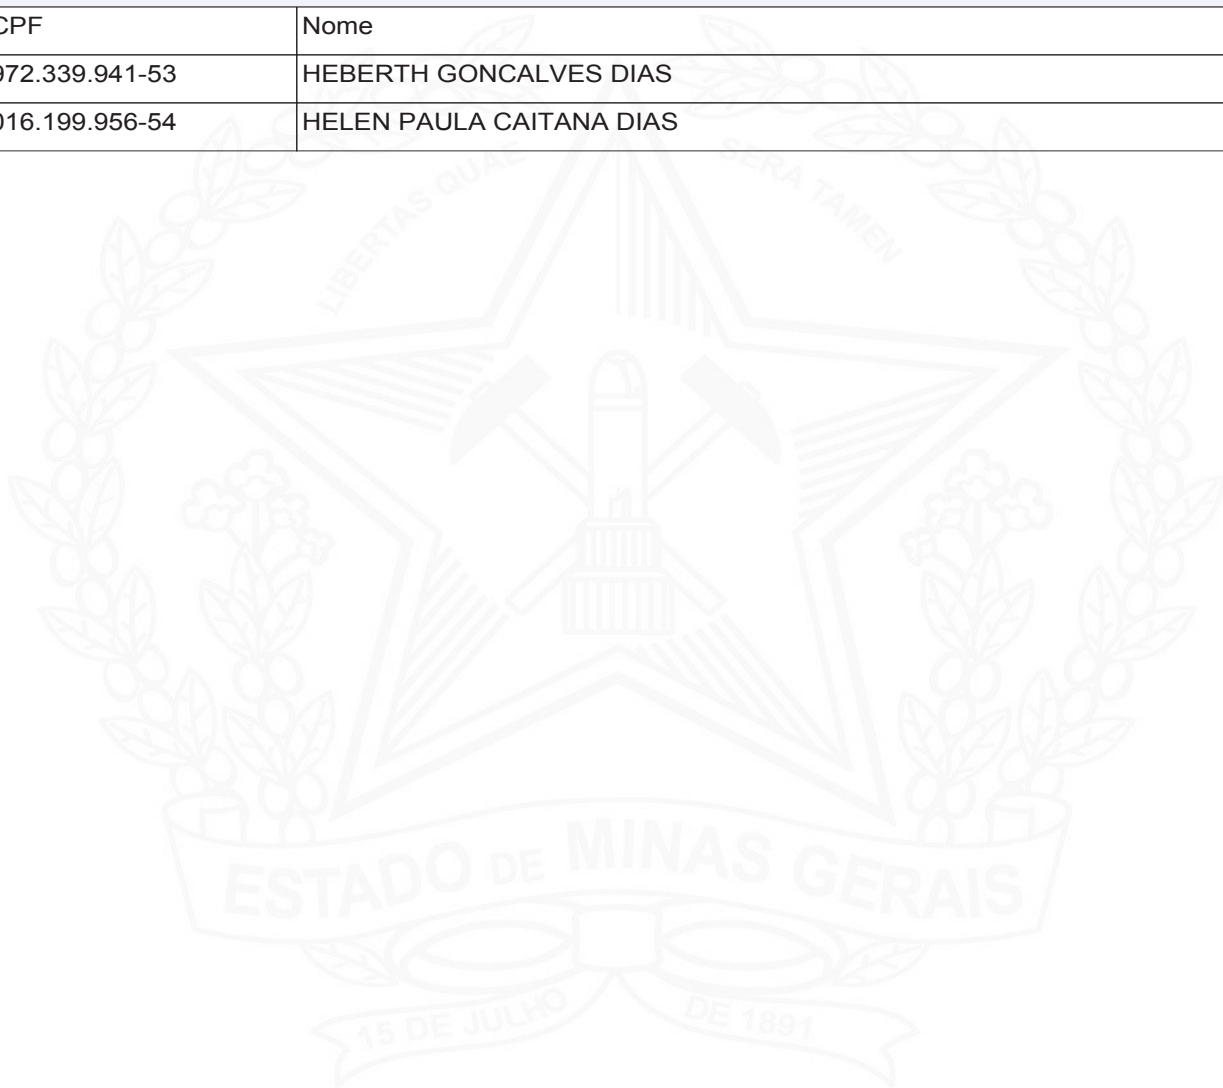 CPF Nome
972.339.941-53 HEBERTH GONCALVES DIAS
016.199.956-54 HELEN PAULA CAITANA DIAS
LIBERTAS QUAE SERA TAMEN
ESTADO DE MINAS GERAIS
15 DE JULHO DE 1891